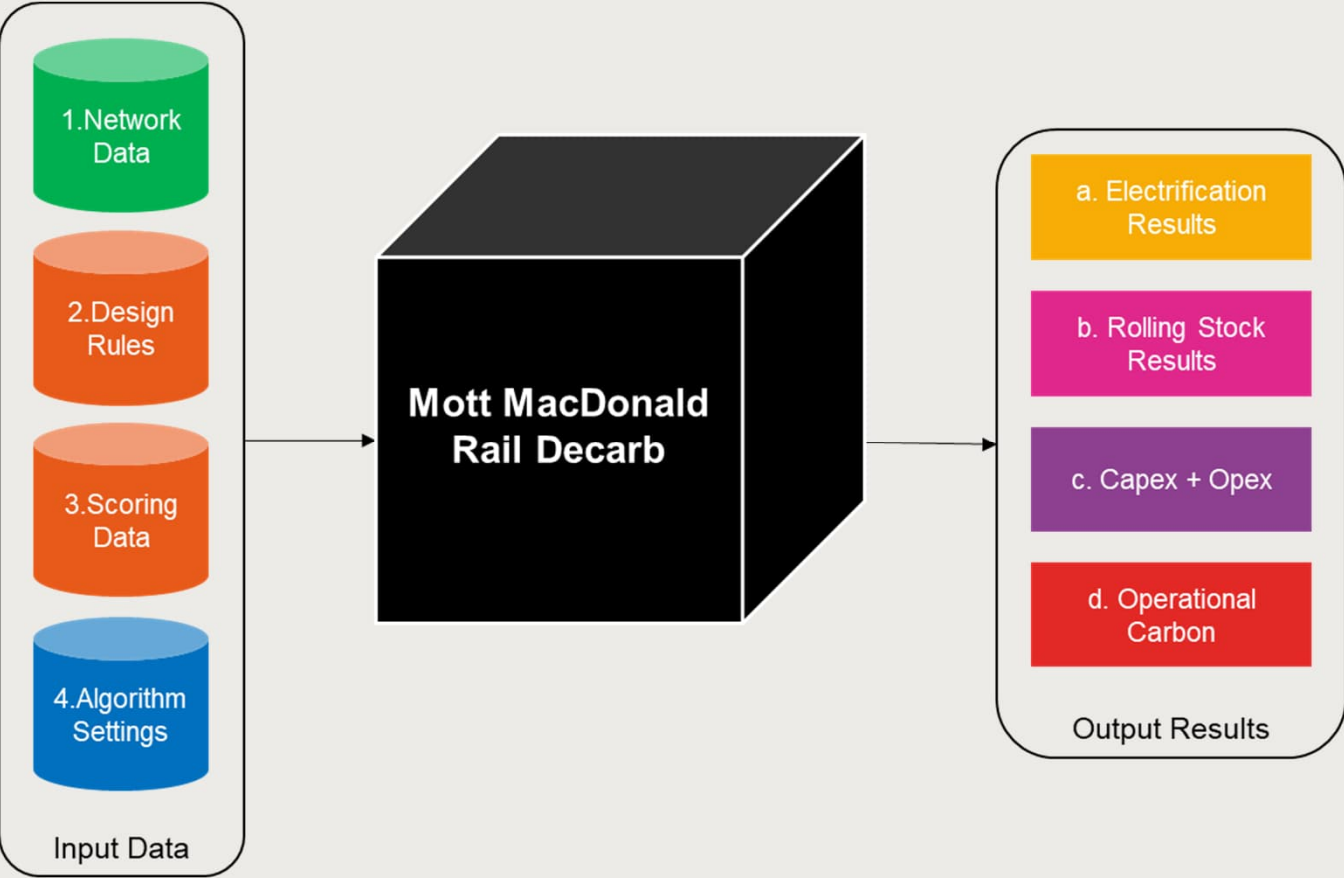 1.Network
Data
2.Design
Rules
3.Scoring
Data
4.Algorithm
Settings
Input Data
Mott MacDonald
Rail Decarb
a. Electrification
Results
b. Rolling Stock
Results
c. Capex + Opex
d. Operational
Carbon
Output Results